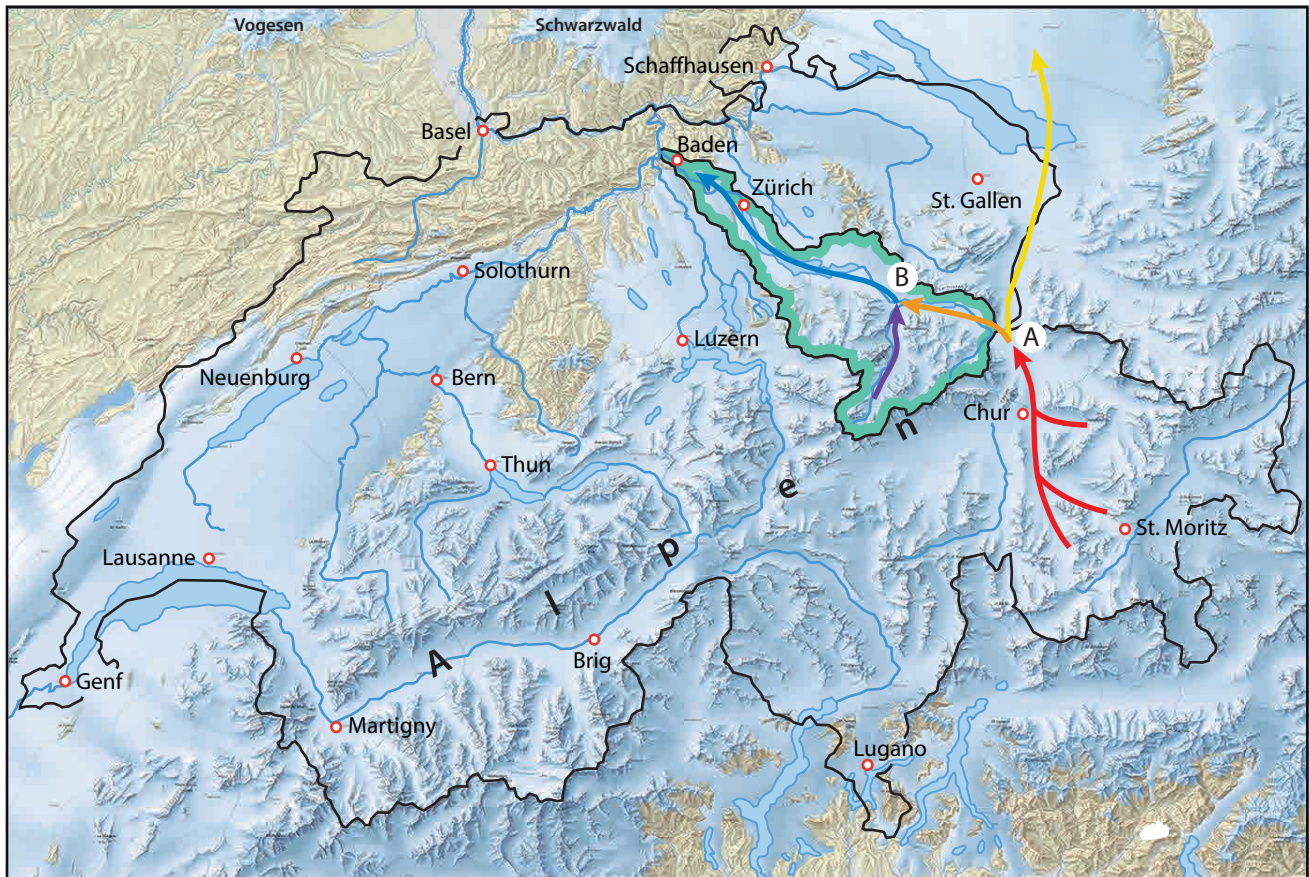 Vogesen
Schwarzwald
Schaffhausen
Basel
Baden
Zürich
St. Gallen
B
Solothurn
A
Luzern
Neuenburg
Bern
Chur
n
Thun
e
St. Moritz
p
Lausanne
l
A
Brig
Genf
Martigny
Lugano